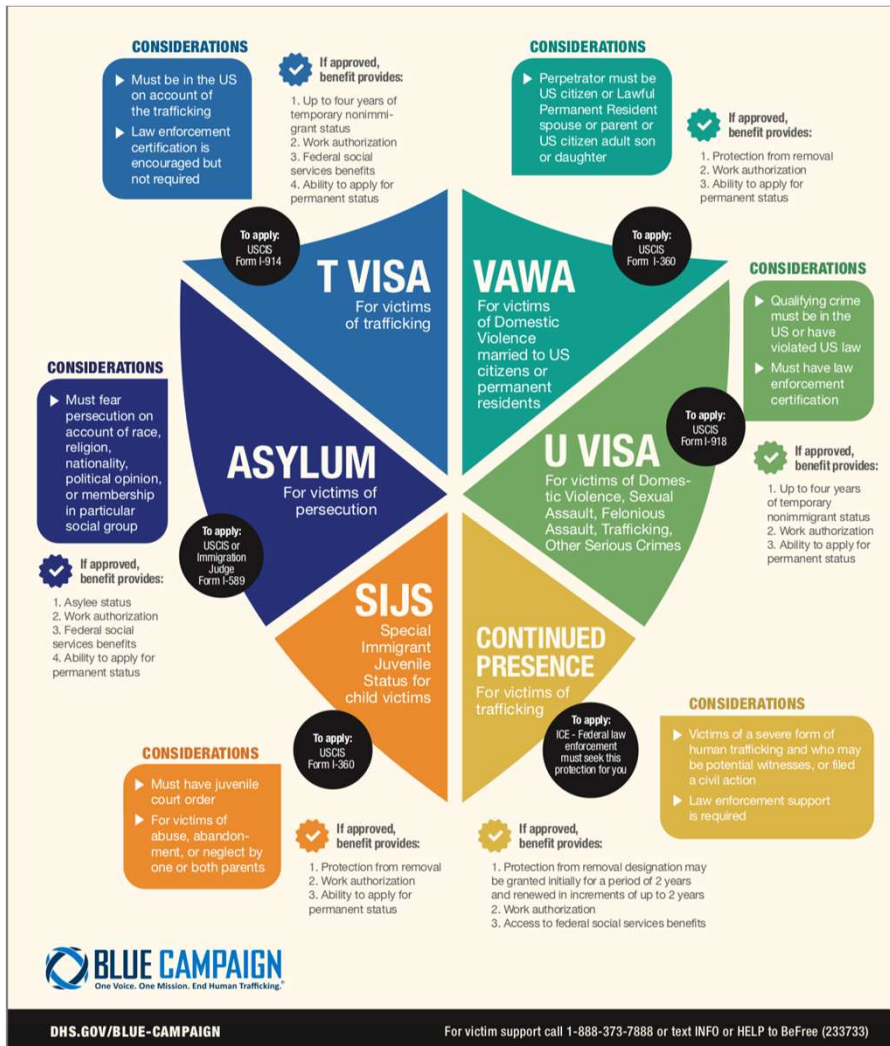 CONSIDERATIONS
Must be in the US
on account of
the trafficking
Law enforcement
certification is
encouraged but
not required
If approved,
benefit provides:
1. Up to four years of
temporary nonimmi-
grant status
2. Work authorization
3. Federal social
services benefits
4. Ability to apply for
permanent status
To apply:
USCIS
Form I-914
T VISA
For victims
of trafficking
CONSIDERATIONS
Perpetrator must be
US citizen or Lawful
Permanent Resident
spouse or parent or
US citizen adult son
or daughter
If approved,
benefit provides:
1. Protection from removal
2. Work authorization
3. Ability to apply for
permanent status
To apply:
USCIS
Form I-360
VAWA
For victims
of Domestic
Violence
married to US
citizens or
permanent
residents
CONSIDERATIONS
Qualifying crime
must be in the
US or have
violated US law
Must have law
enforcement
certification
To apply:
USCIS
Form I-918
If approved,
benefit provides:
1. Up to four years
of temporary
nonimmigrant status
2. Work authorization
3. Ability to apply for
permanent status
U VISA
For victims of Domes-
tic Violence, Sexual
Assault, Felonious
Assault, Trafficking,
Other Serious Crimes
CONSIDERATIONS
Must fear
persecution on
account of race,
religion,
nationality,
political opinion,
or membership
in particular
social group
ASYLUM
For victims of
persecution
To apply:
USCIS or
Immigration
Judge
Form I-589
If approved,
benefit provides:
1. Asylee status
2. Work authorization
3. Federal social
services benefits
4. Ability to apply for
permanent status
SIJS
Special
Immigrant
Juvenile
Status for
child victims
To apply:
USCIS
Form I-360
CONSIDERATIONS
Must have juvenile
court order
For victims of
abuse, abandon-
ment, or neglect by
one or both parents
If approved,
benefit provides:
1. Protection from removal
2. Work authorization
3. Ability to apply for
permanent status
CONTINUED
PRESENCE
For victims of
trafficking
To apply:
ICE - Federal law
enforcement
must seek this
protection for you
CONSIDERATIONS
Victims of a severe form of
human trafficking and who may
be potential witnesses, or filed
a civil action
Law enforcement support
is required
If approved,
benefit provides:
1. Protection from removal designation may
be granted initially for a period of 2 years
and renewed in increments of up to 2 years
2. Work authorization
3. Access to federal social services benefits
BLUE CAMPAIGN
One Voice. One Mission. End Human Trafficking.®
DHS.GOV/BLUE-CAMPAIGN
For victim support call 1-888-373-7888 or text INFO or HELP to BeFree (233733)